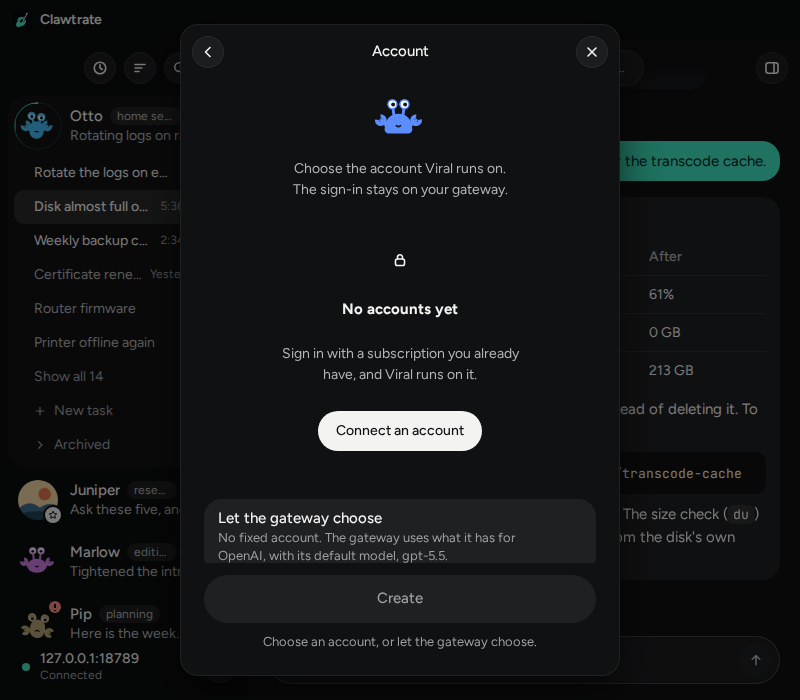 Clawtrate
Account
Otto
home se...
Rotating logs on r
Rotate the logs on e...
Disk almost full o...
5:36
Weekly backup c...
2:34
Certificate rene...
Yeste
Router firmware
Printer offline again
Show all 14
New task
Archived
Juniper
rese...
Ask these five, an
Marlow
editi...
Tightened the intr
Pip
planning
Here is the week.
127.0.0.1:18789
Connected
Choose the account Viral runs on.
The sign-in stays on your gateway.
No accounts yet
Sign in with a subscription you already
have, and Viral runs on it.
Connect an account
Let the gateway choose
No fixed account. The gateway uses what it has for
OpenAI, with its default model, gpt-5.5.
Create
Choose an account, or let the gateway choose.
the transcode cache.
After
61%
0 GB
213 GB
ead of deleting it. To
/transcode-cache
The size check ( du )
om the disk's own